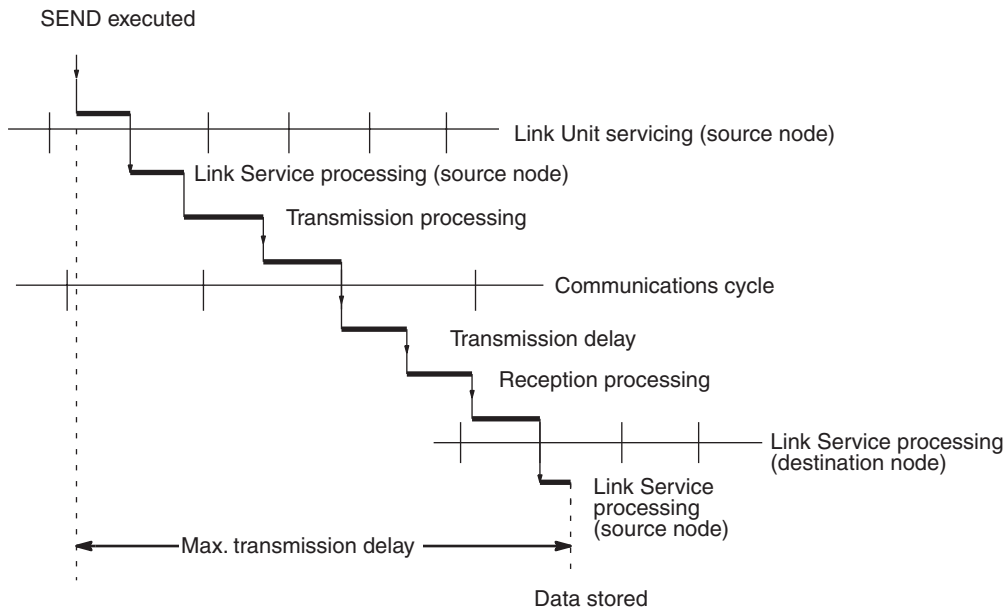 SEND executed
Link Unit servicing (source node)
Link Service processing (source node)
Transmission processing
Communications cycle
Transmission delay
Reception processing
Link Service processing
(destination node)
Link Service
processing
(source node)
Max. transmission delay
Data stored